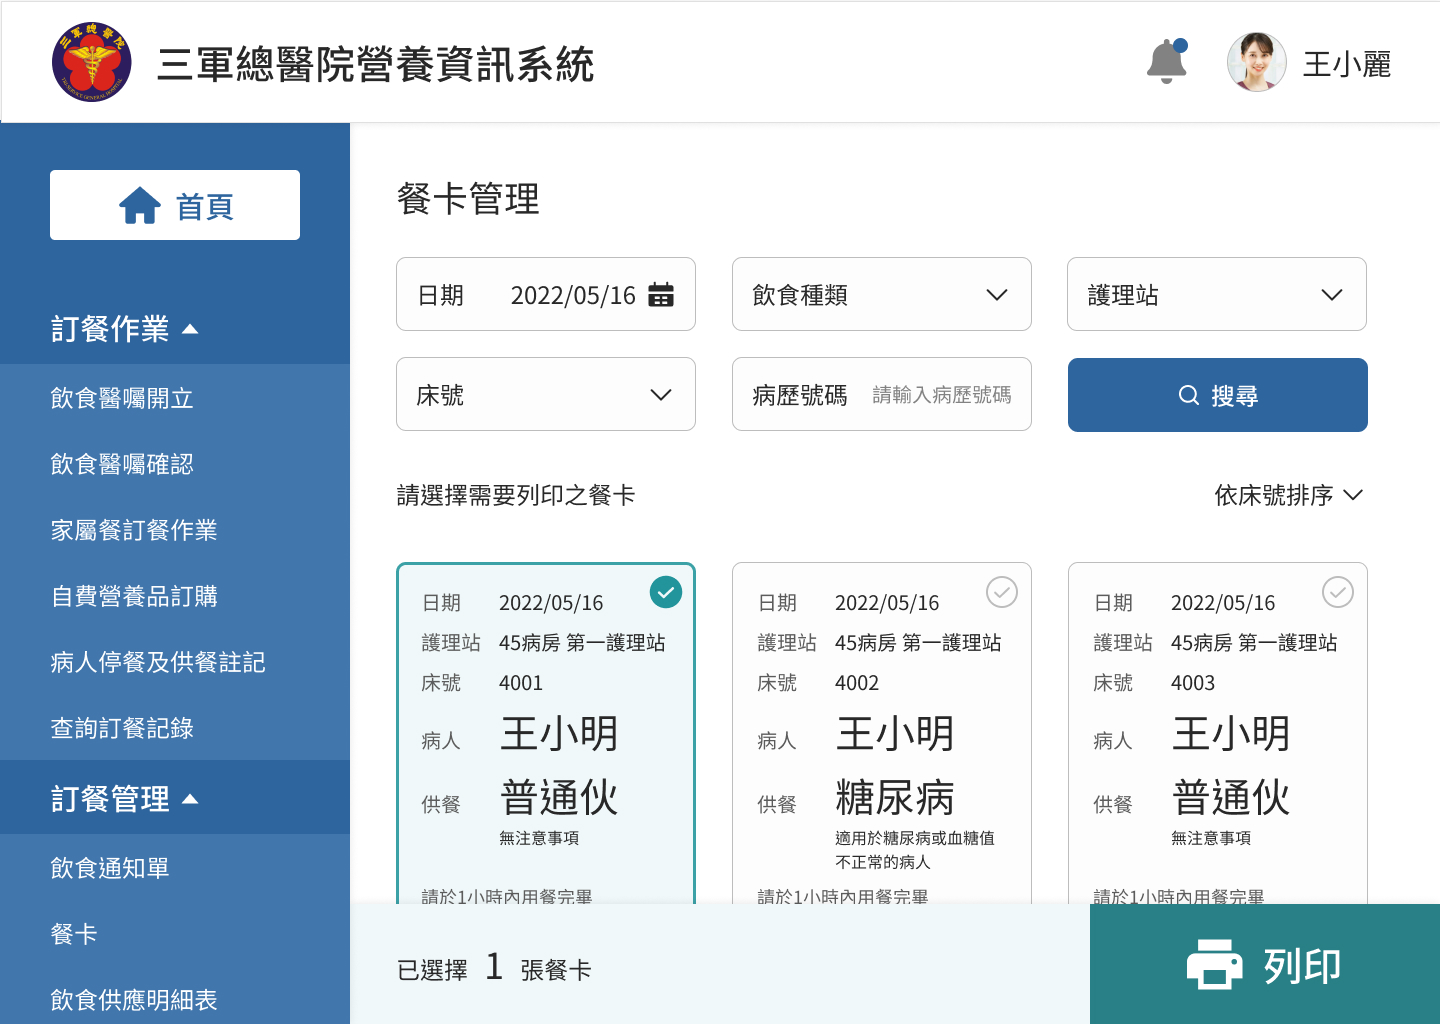 三軍總醫院
TRI-SERVICE GENERAL HOSPITAL
三軍總醫院營養資訊系統
王小麗
首頁
訂餐作業
飲食醫囑開立
飲食醫囑確認
家屬餐訂餐作業
自費營養品訂購
病人停餐及供餐註記
查詢訂餐記錄
訂餐管理
飲食通知單
餐卡
飲食供應明細表
餐卡管理
日期 2022/05/16
飲食種類
護理站
床號
病歷號碼 請輸入病歷號碼
搜尋
請選擇需要列印之餐卡
依床號排序
日期 2022/05/16
護理站 45病房 第一護理站
床號 4001
病人 王小明
供餐 普通伙
無注意事項
請於1小時內用餐完畢
日期 2022/05/16
護理站 45病房 第一護理站
床號 4002
病人 王小明
供餐 糖尿病
適用於糖尿病或血糖值
不正常的病人
請於1小時內用餐完畢
日期 2022/05/16
護理站 45病房 第一護理站
床號 4003
病人 王小明
供餐 普通伙
無注意事項
請於1小時內用餐完畢
已選擇 1 張餐卡
列印